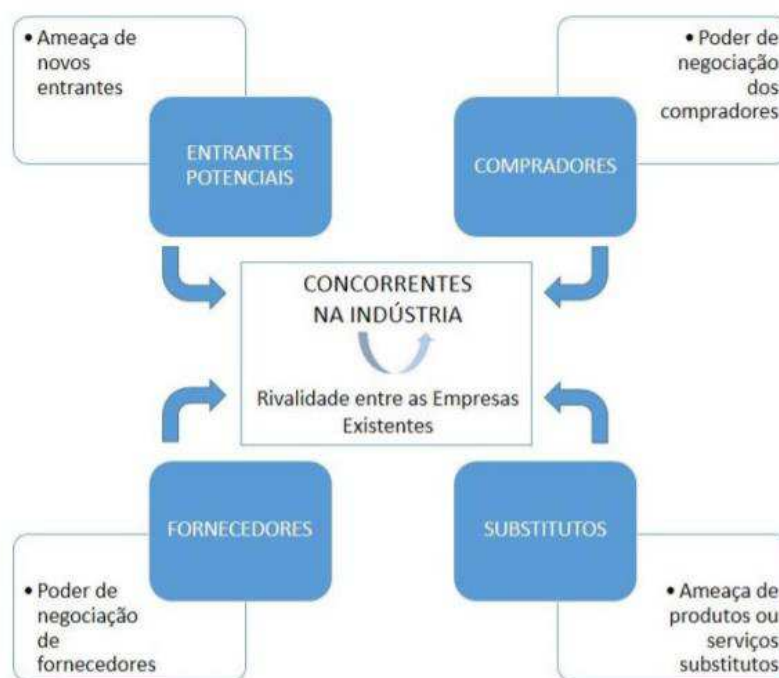 • Ameaça de
novos
entrantes
ENTRANTES
POTENCIAIS
• Poder de
negociação
dos
compradores
COMPRADORES
CONCORRENTES
NA INDÚSTRIA
Rivalidade entre as Empresas
Existentes
FORNECEDORES
• Poder de
negociação
de
fornecedores
SUBSTITUTOS
• Ameaça de
produtos ou
serviços
substitutos